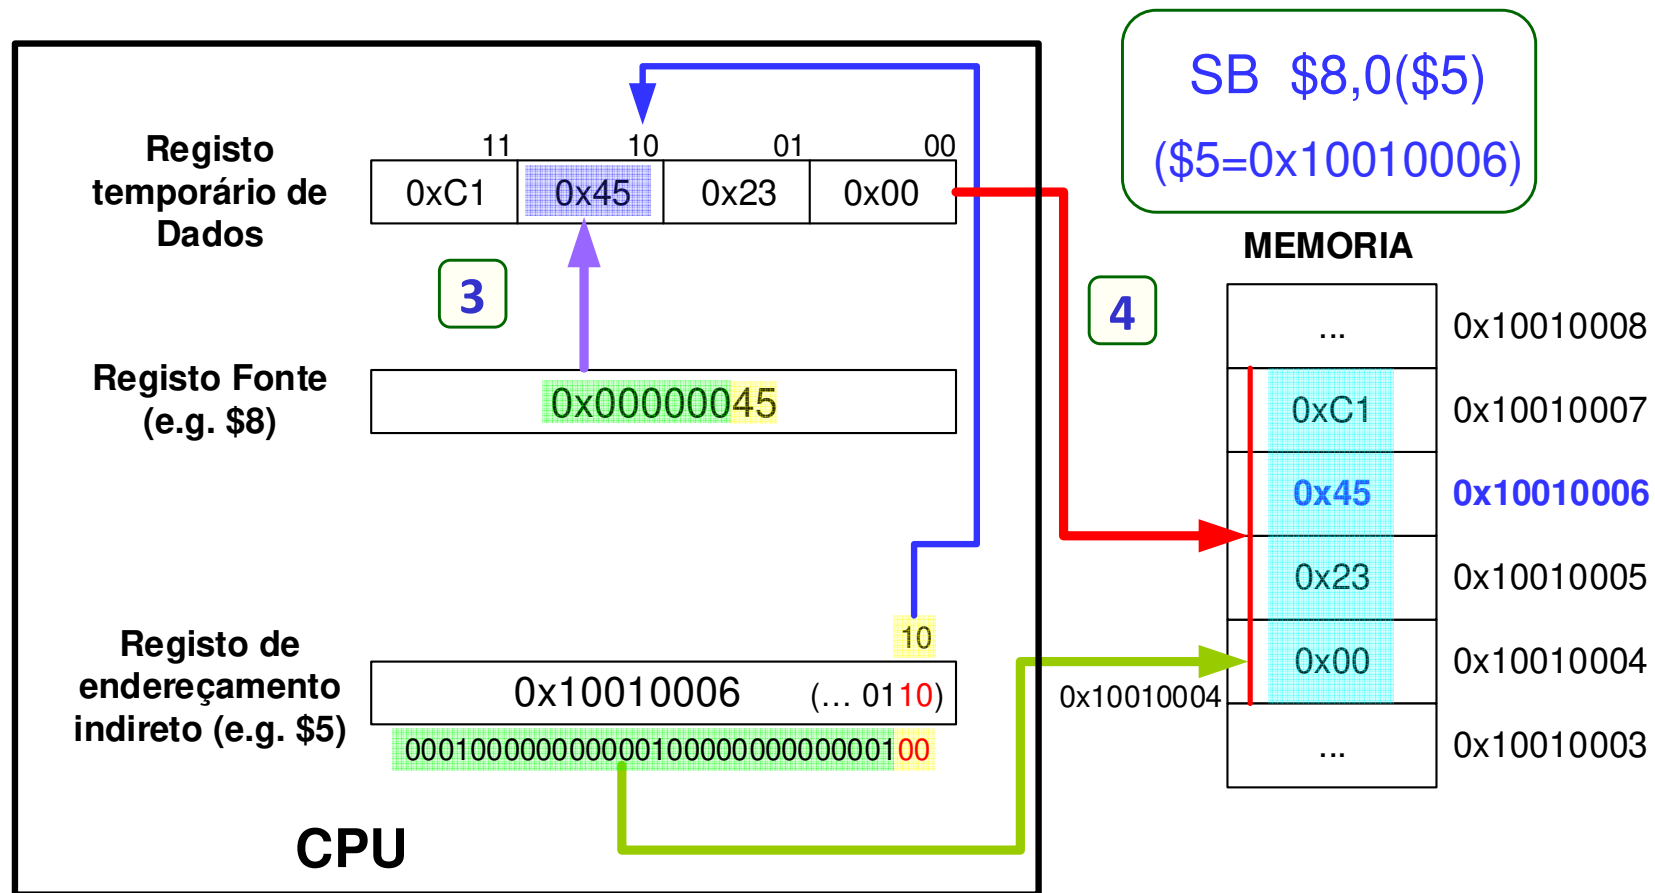 SB $8,0($5)
($5=0x10010006)
Registo
temporário de
Dados
11 10 01 00
0xC1 0x45 0x23 0x00
3
4
MEMORIA
... 0x10010008
0xC1 0x10010007
0x45 0x10010006
0x23 0x10010005
0x00 0x10010004
0x10010004
... 0x10010003
Registo Fonte
(e.g. $8)
0x00000045
Registo de
endereçamento
indireto (e.g. $5)
10
0x10010006 (... 0110)
00010000000000010000000000000100
CPU